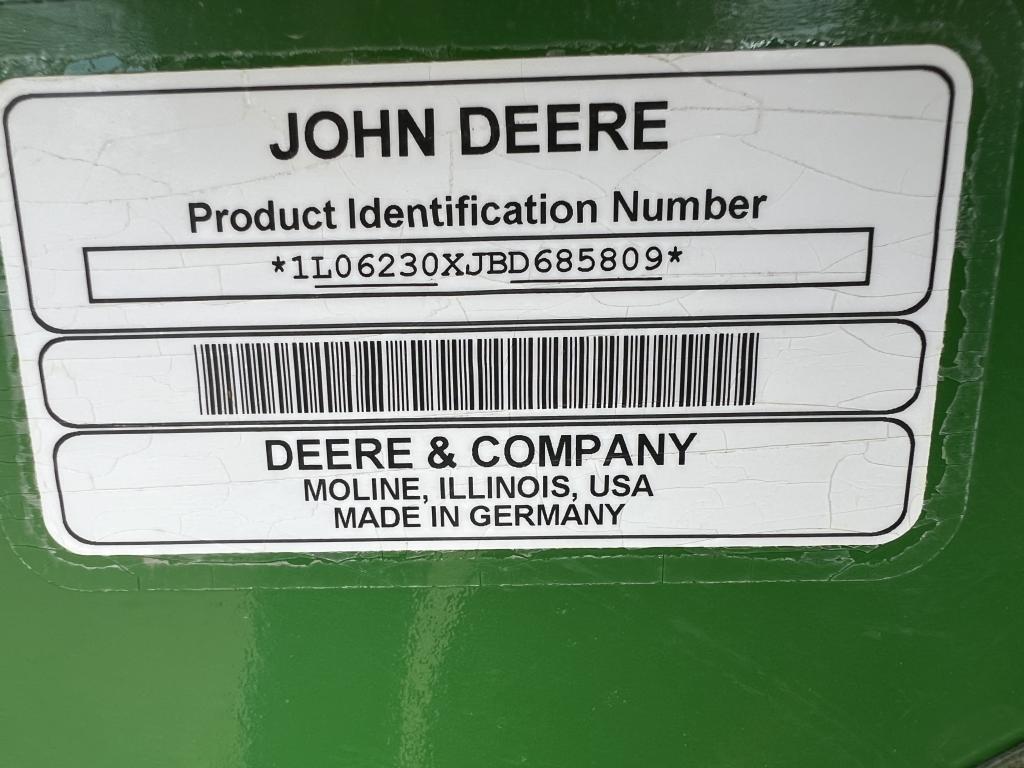 JOHN DEERE
Product Identification Number
*1L06230XJBD685809*
DEERE & COMPANY
MOLINE, ILLINOIS, USA
MADE IN GERMANY